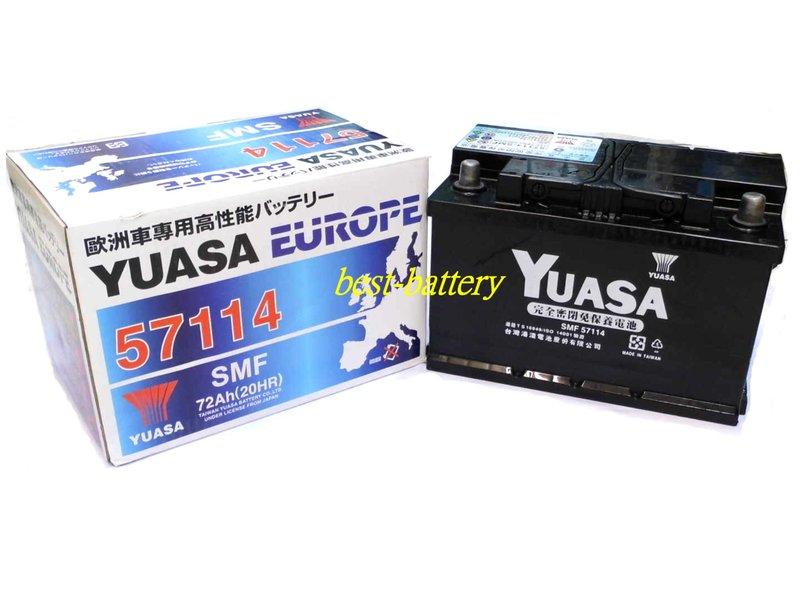 SMF
57114
YUASA EUROPE
歐洲車專用高性能バッテリー
YUASA EUROPE
57114
SMF
72Ah(20HR)
TAIWAN YUASA BATTERY CO.,LTD.
UNDER LICENSE FROM JAPAN
YUASA
best-battery
YUASA
YUASA
完全密閉免保養電池
SMF 57114
台灣湯淺電池股份有限公司
MADE IN TAIWAN